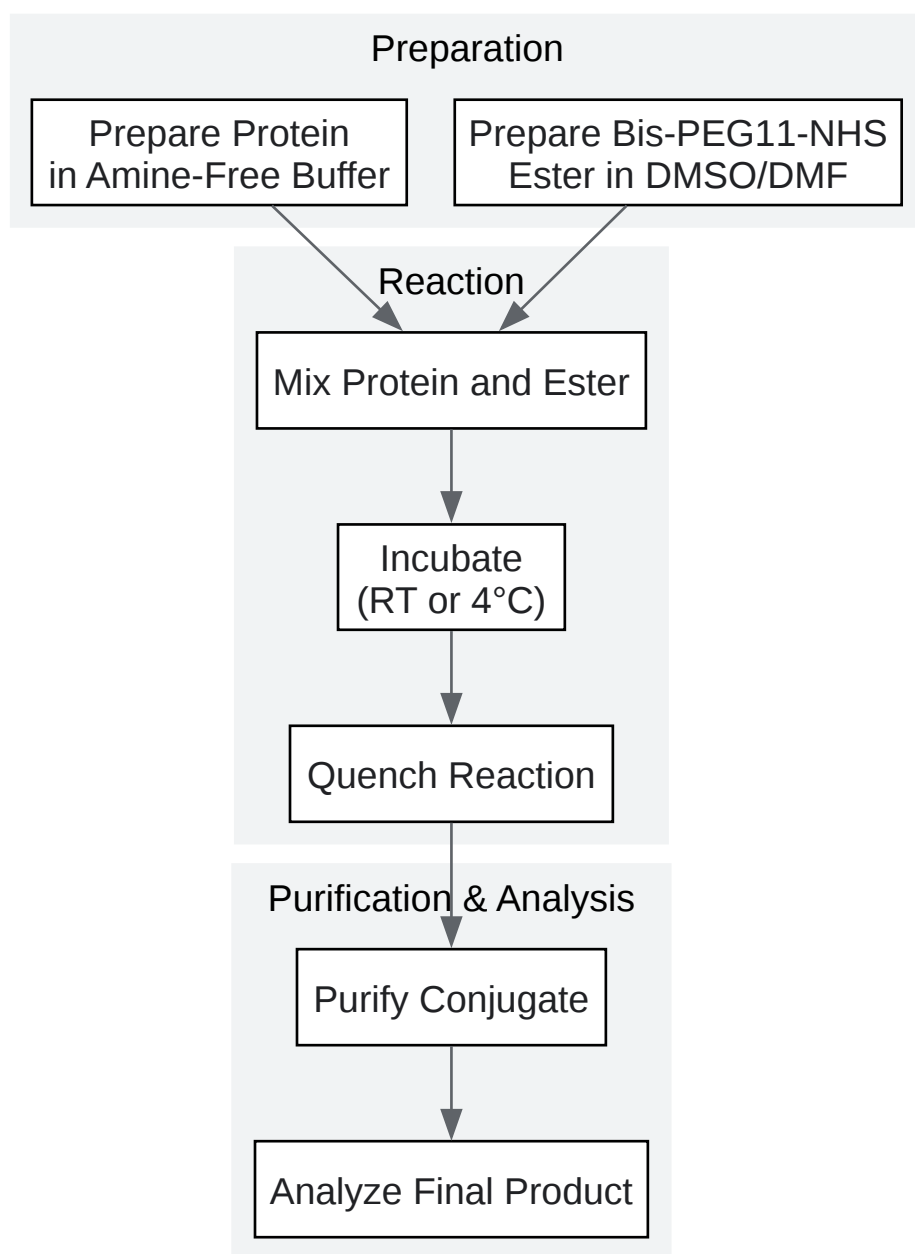 Preparation
Prepare Protein
in Amine-Free Buffer
Prepare Bis-PEG11-NHS
Ester in DMSO/DMF
Reaction
Mix Protein and Ester
Incubate
(RT or 4°C)
Quench Reaction
Purification & Analysis
Purify Conjugate
Analyze Final Product